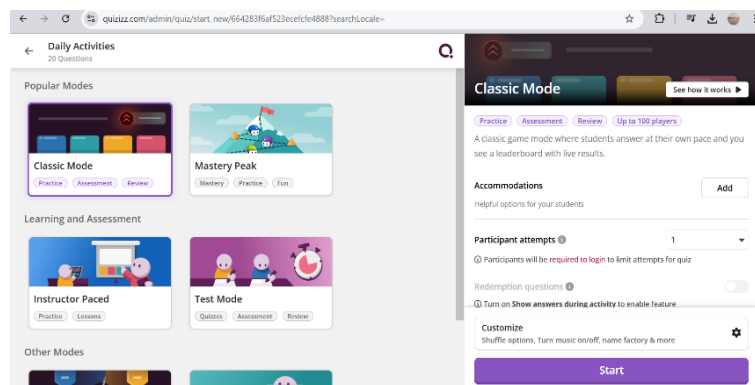 quizizz.com/admin/quiz/start_new/664283f6af523ecefcfe4888?searchLocale=
Daily Activities
20 Questions
Popular Modes
Classic Mode
Practice Assessment Review
Mastery Peak
Mastery Practice Fun
Learning and Assessment
Instructor Paced
Practice Lessons
Test Mode
Quizzes Assessment Review
Other Modes
Classic Mode
See how it works
Practice Assessment Review Up to 100 players
A classic game mode where students answer at their own pace and you
see a leaderboard with live results.
Accommodations
Add
Helpful options for your students
Participant attempts
1
Participants will be required to login to limit attempts for quiz
Redemption questions
Turn on Show answers during activity to enable feature
Customize
Shuffle options, Turn music on/off, name factory & more
Start